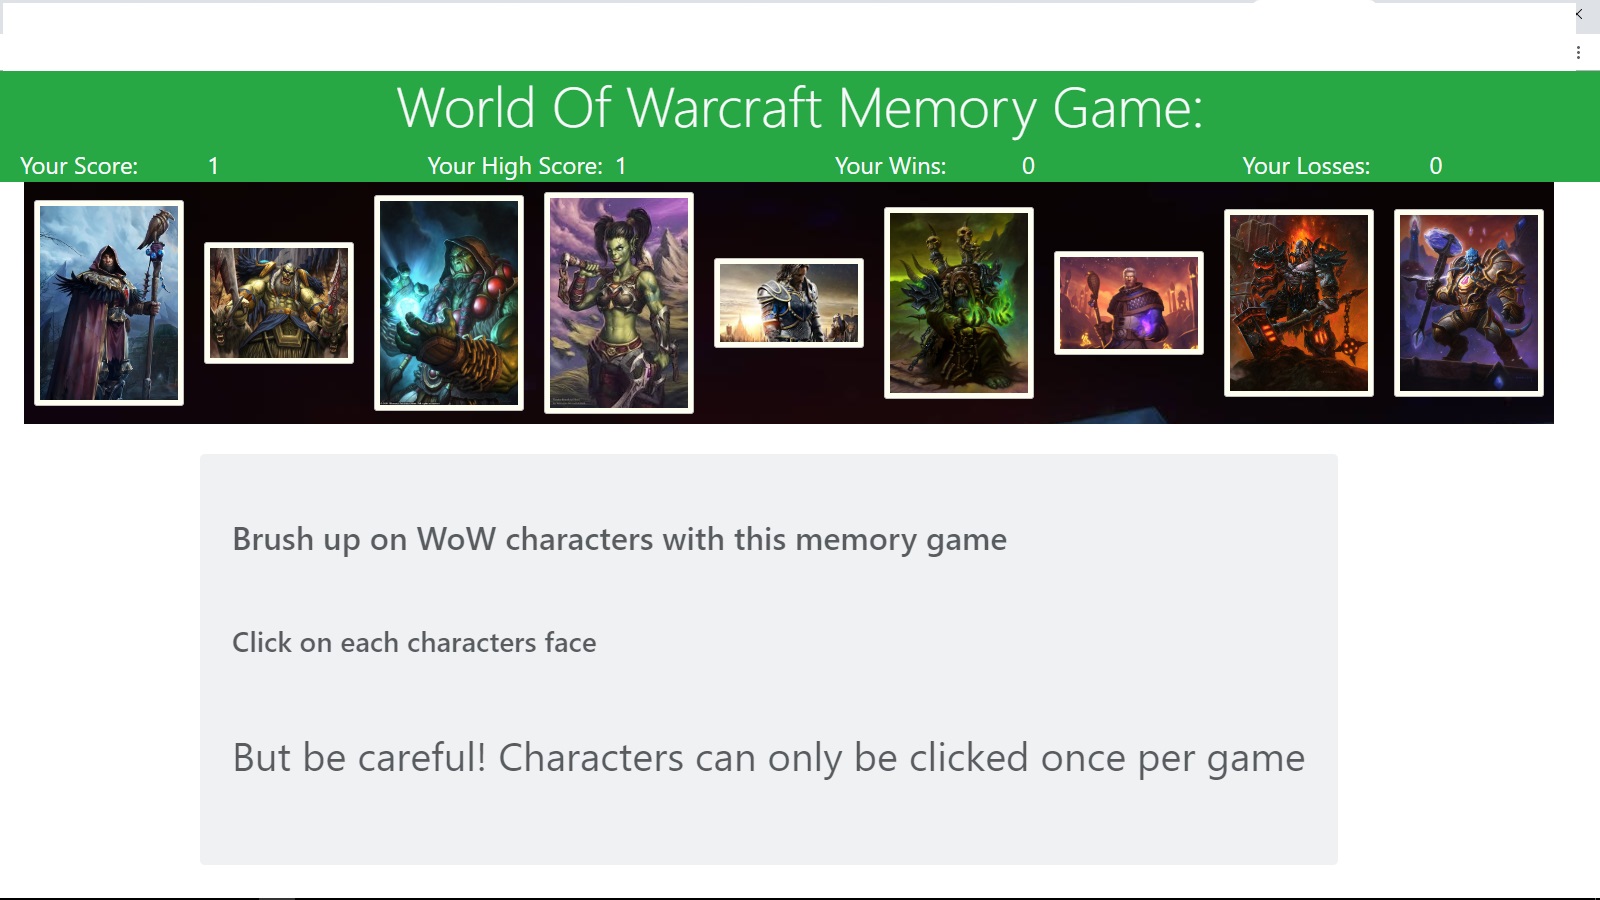 World Of Warcraft Memory Game:
Your Score: 1 Your High Score: 1 Your Wins: 0 Your Losses: 0
Brush up on WoW characters with this memory game
Click on each characters face
But be careful! Characters can only be clicked once per game